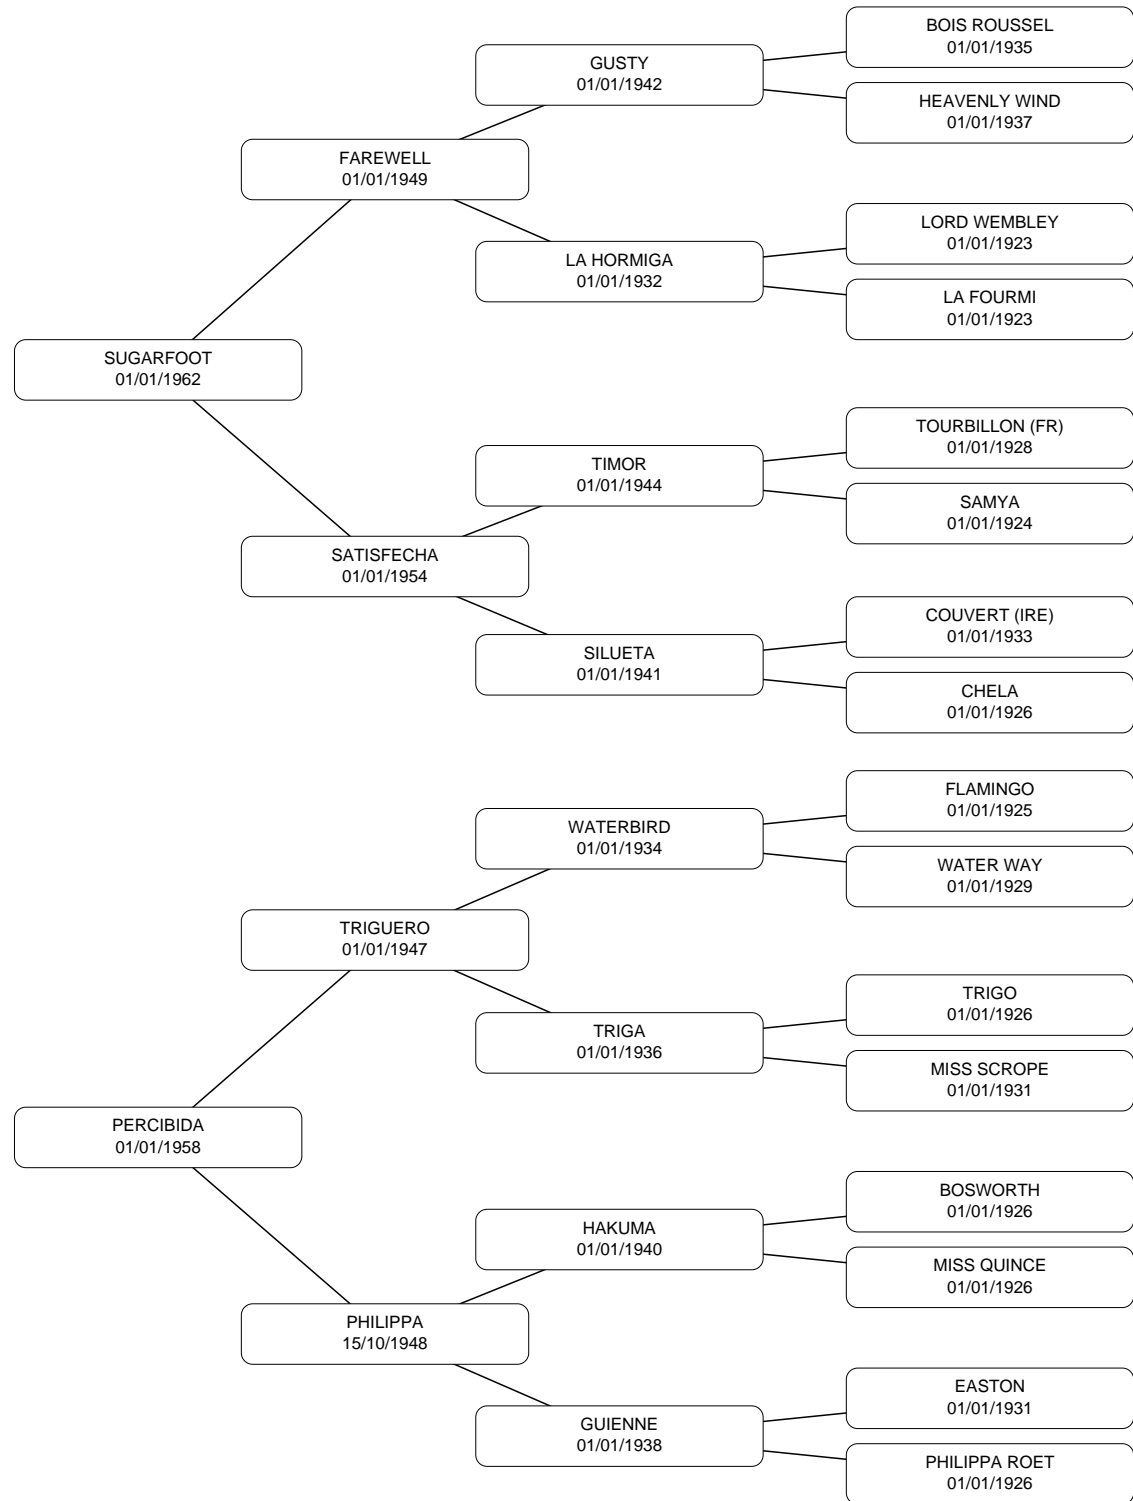 BOIS ROUSSEL
01/01/1935
GUSTY
01/01/1942
HEAVENLY WIND
01/01/1937
FAREWELL
01/01/1949
LORD WEMBLEY
01/01/1923
LA HORMIGA
01/01/1932
LA FOURMI
01/01/1923
SUGARFOOT
01/01/1962
TOURBILLON (FR)
01/01/1928
TIMOR
01/01/1944
SAMYA
01/01/1924
SATISFECHA
01/01/1954
COUVERT (IRE)
01/01/1933
SILUETA
01/01/1941
CHELA
01/01/1926
FLAMINGO
01/01/1925
WATERBIRD
01/01/1934
WATER WAY
01/01/1929
TRIGUERO
01/01/1947
TRIGO
01/01/1926
TRIGA
01/01/1936
MISS SCROPE
01/01/1931
PERCIBIDA
01/01/1958
BOSWORTH
01/01/1926
HAKUMA
01/01/1940
MISS QUINCE
01/01/1926
PHILIPPA
15/10/1948
EASTON
01/01/1931
GUIENNE
01/01/1938
PHILIPPA ROET
01/01/1926